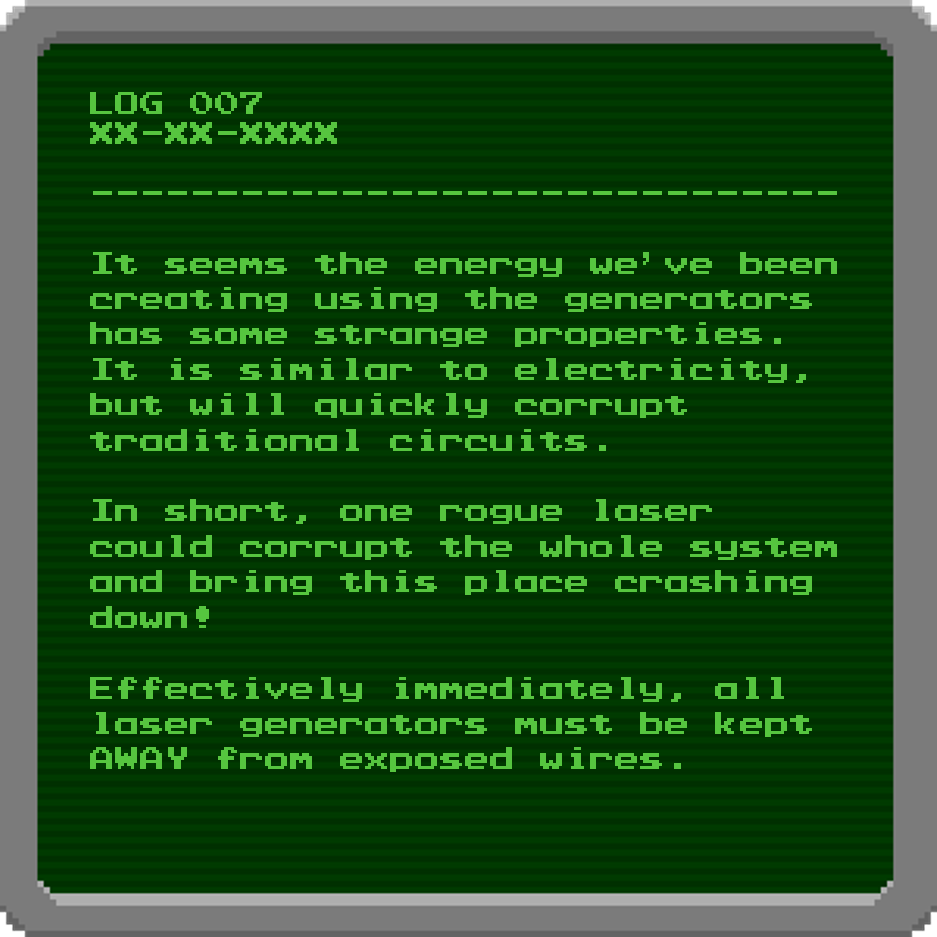 LOG 007
XX-XX-XXXX
------------------------------
It seems the energy we've been
creating using the generators
has some strange properties.
It is similar to electricity,
but will quickly corrupt
traditional circuits.
In short, one rogue laser
could corrupt the whole system
and bring this place crashing
down!
Effectively immediately, all
laser generators must be kept
AWAY from exposed wires.